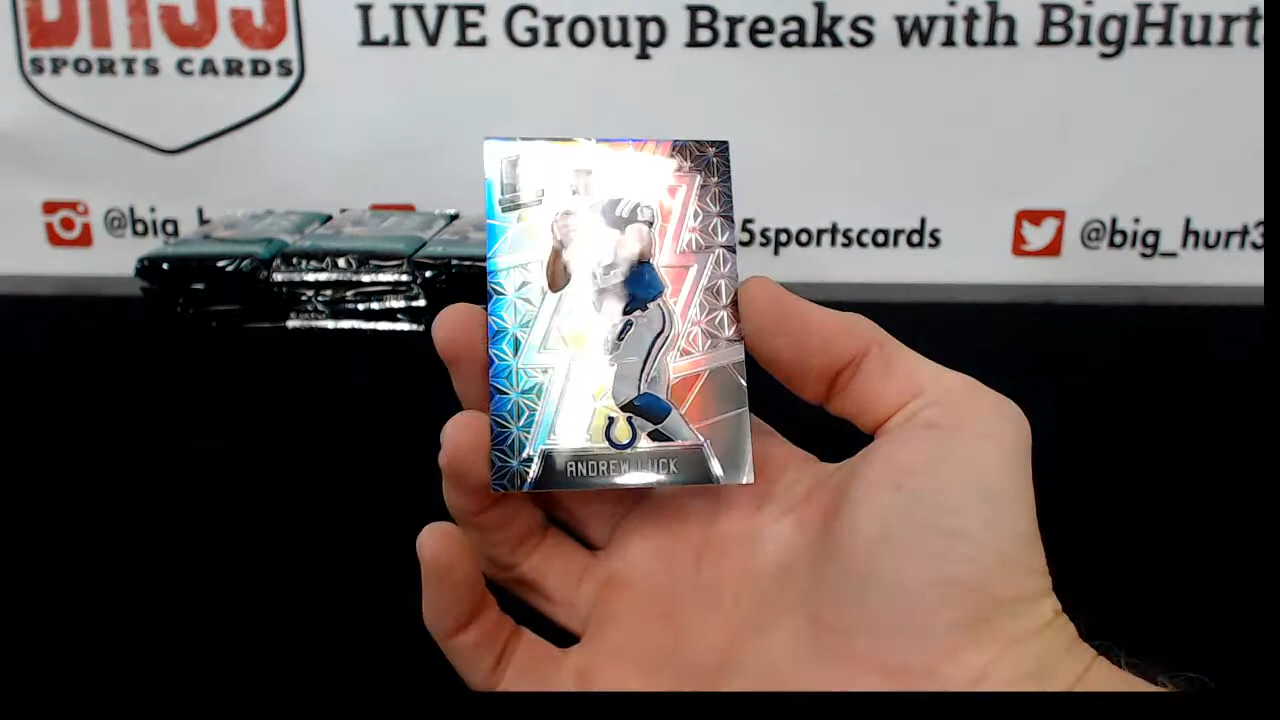 SPORTS CARDS
LIVE Group Breaks with BigHurt
@big_h
5sportscards
@big_hurt3
ANDREW LUCK